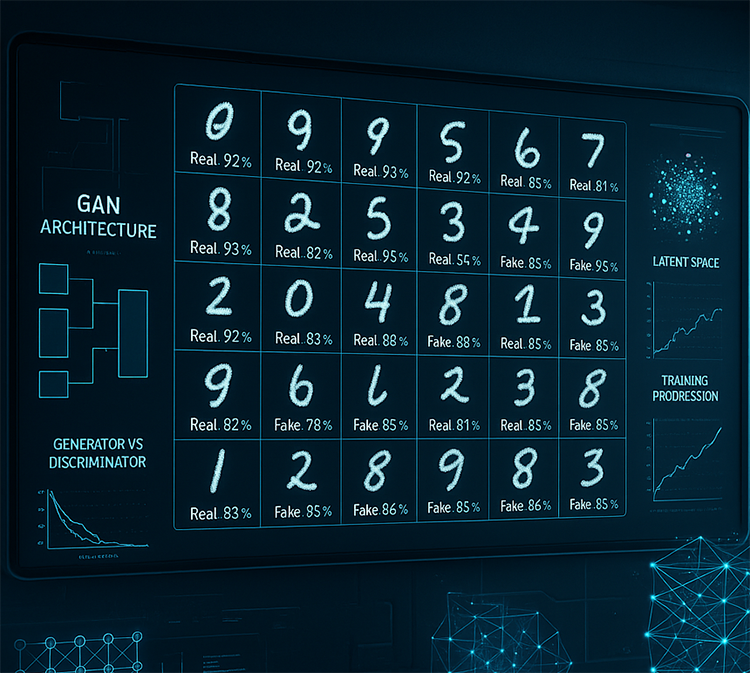 GAN
ARCHITECTURE
GENERATOR VS
DISCRIMINATOR
0 9 9 5 6 7
Real. 92% Real.. 92% Real.. 93% Real.92% Real. 85% Real.81%
8 2 5 3 4 9
Real. 93% Real..82% Real..95% Real. 54% Fake. 85% Fake.95%
2 0 4 8 1 3
Real. 92% Real..83% Real. 88% Fake..88% Real..85% Fake 85%
9 6 2 3 8
Real. 82% Fake. 78% Fake 85% Real..81% Real..85% Fake. 85%
1 2 8 9 8 3
Real..83% Fake. 85% Fake..86% Fake..85% Fake..86% Fake..85%
LATENT SPACE
TRAINING
PRODRESSION